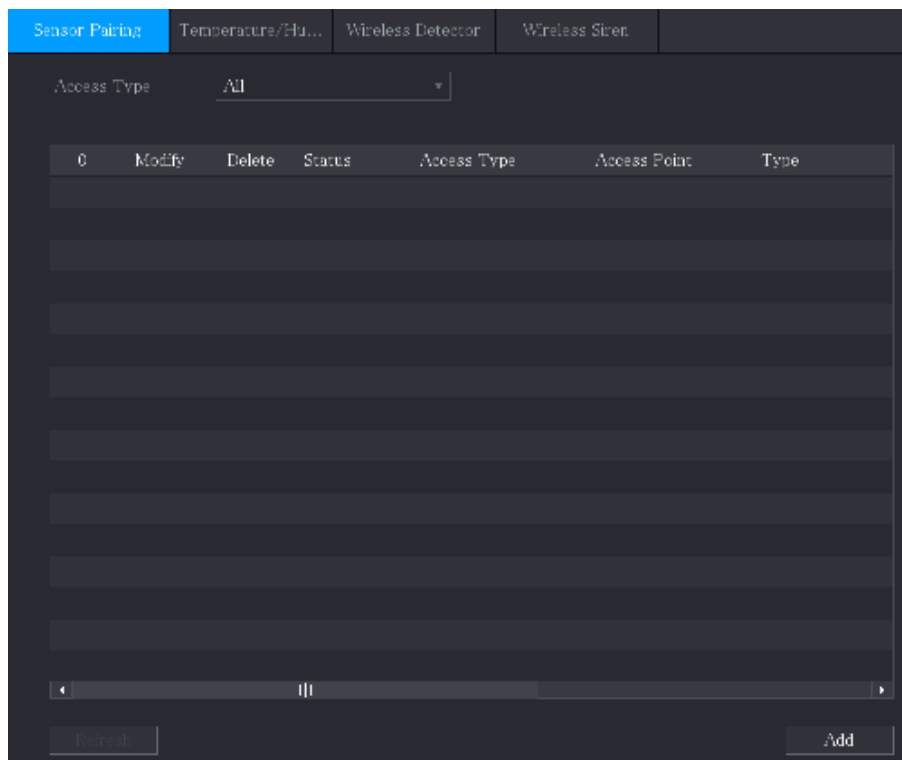 Sensor Pairing Temperature/Hu... Wireless Detector Wireless Siren
Access Type All
0 Modify Delete Status Access Type Access Point Type
Refresh Add